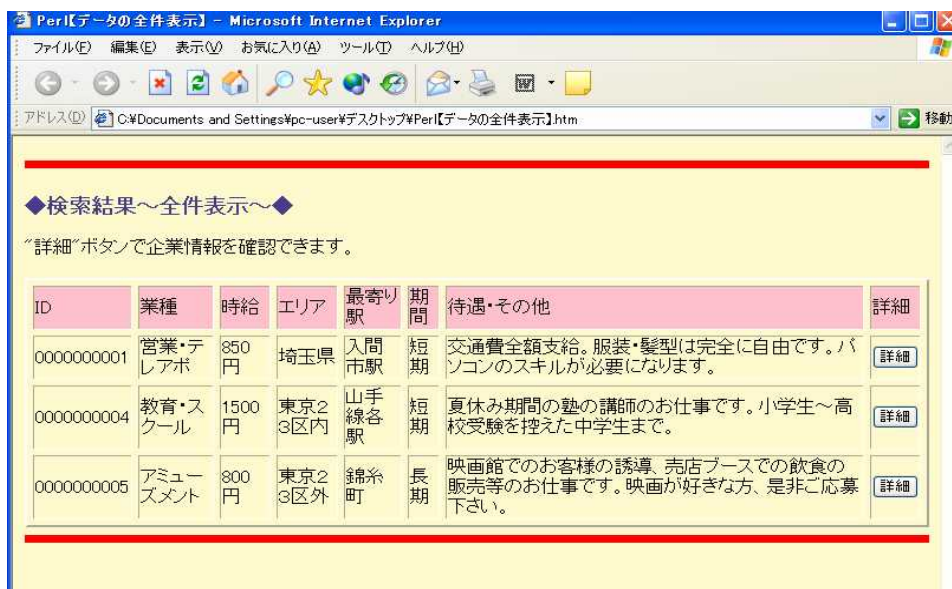 Perl【データの全件表示】 - Microsoft Internet Explorer
ファイル(F) 編集(E) 表示(V) お気に入り(A) ツール(T) ヘルプ(H)
アドレス(D) C:¥Documents and Settings¥pc-user¥デスクトップ¥Perl【データの全件表示】.htm 移動
◆検索結果～全件表示～◆
"詳細"ボタンで企業情報を確認できます。
ID 業種 時給 エリア 最寄り
駅 期
間 待遇・その他 詳細
0000000001 営業・テ
レアポ 850
円 埼玉県 入間
市駅 短
期 交通費全額支給。服装・髪型は完全に自由です。パ
ソコンのスキルが必要になります。 詳細
0000000004 教育・ス
クール 1500
円 東京2
3区内 山手
線各
駅 短
期 夏休み期間の塾の講師のお仕事です。小学生～高
校受験を控えた中学生まで。 詳細
0000000005 アミュー
ズメント 800
円 東京2
3区外 錦糸
町 長
期 映画館でのお客様の誘導、売店ブースでの飲食の
販売等のお仕事です。映画が好きな方、是非ご応募
下さい。 詳細